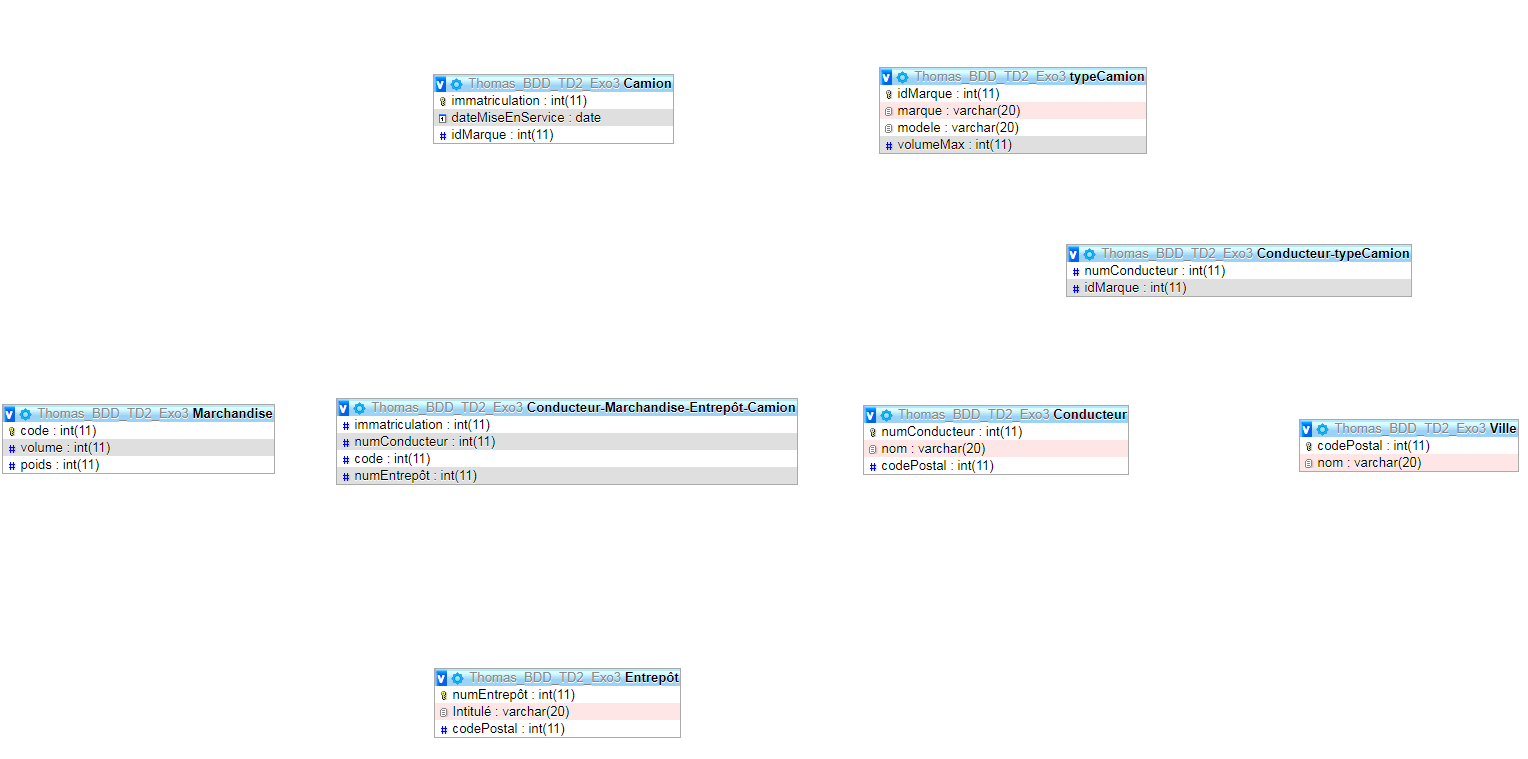 Thomas_BDD_TD2_Exo3 Camion
immatriculation : int(11)
dateMiseEnService : date
idMarque : int(11)
Thomas_BDD_TD2_Exo3 typeCamion
idMarque : int(11)
marque : varchar(20)
modele : varchar(20)
volumeMax : int(11)
Thomas_BDD_TD2_Exo3 Conducteur-typeCamion
numConducteur : int(11)
idMarque : int(11)
Thomas_BDD_TD2_Exo3 Marchandise
code : int(11)
volume : int(11)
poids : int(11)
Thomas_BDD_TD2_Exo3 Conducteur-Marchandise-Entrepôt-Camion
immatriculation : int(11)
numConducteur : int(11)
code : int(11)
numEntrepôt : int(11)
Thomas_BDD_TD2_Exo3 Conducteur
numConducteur : int(11)
nom : varchar(20)
codePostal : int(11)
Thomas_BDD_TD2_Exo3 Ville
codePostal : int(11)
nom : varchar(20)
Thomas_BDD_TD2_Exo3 Entrepôt
numEntrepôt : int(11)
Intitulé : varchar(20)
codePostal : int(11)